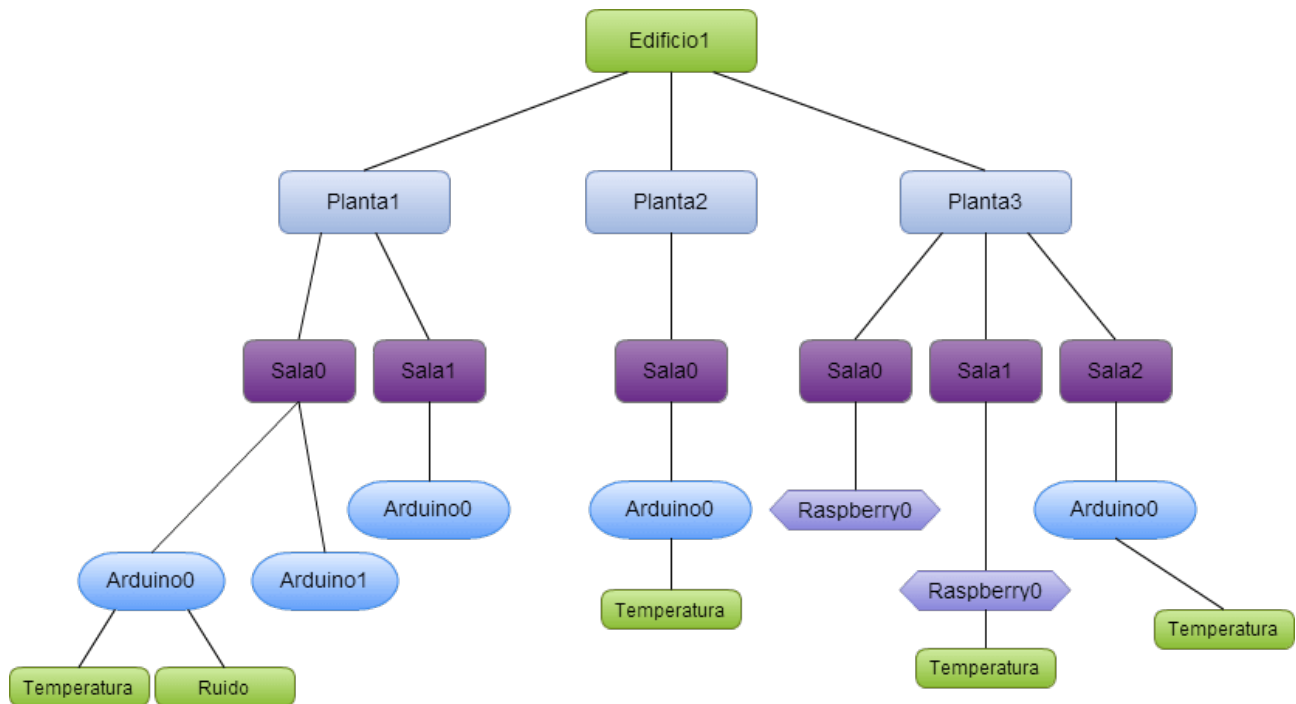 Edificio1
Planta1
Planta2
Planta3
Sala0
Sala1
Sala0
Sala0
Sala1
Sala2
Arduino0
Arduino0
Raspberry0
Arduino0
Arduino0
Arduino1
Raspberry0
Temperatura
Temperatura
Temperatura
Temperatura
Ruido